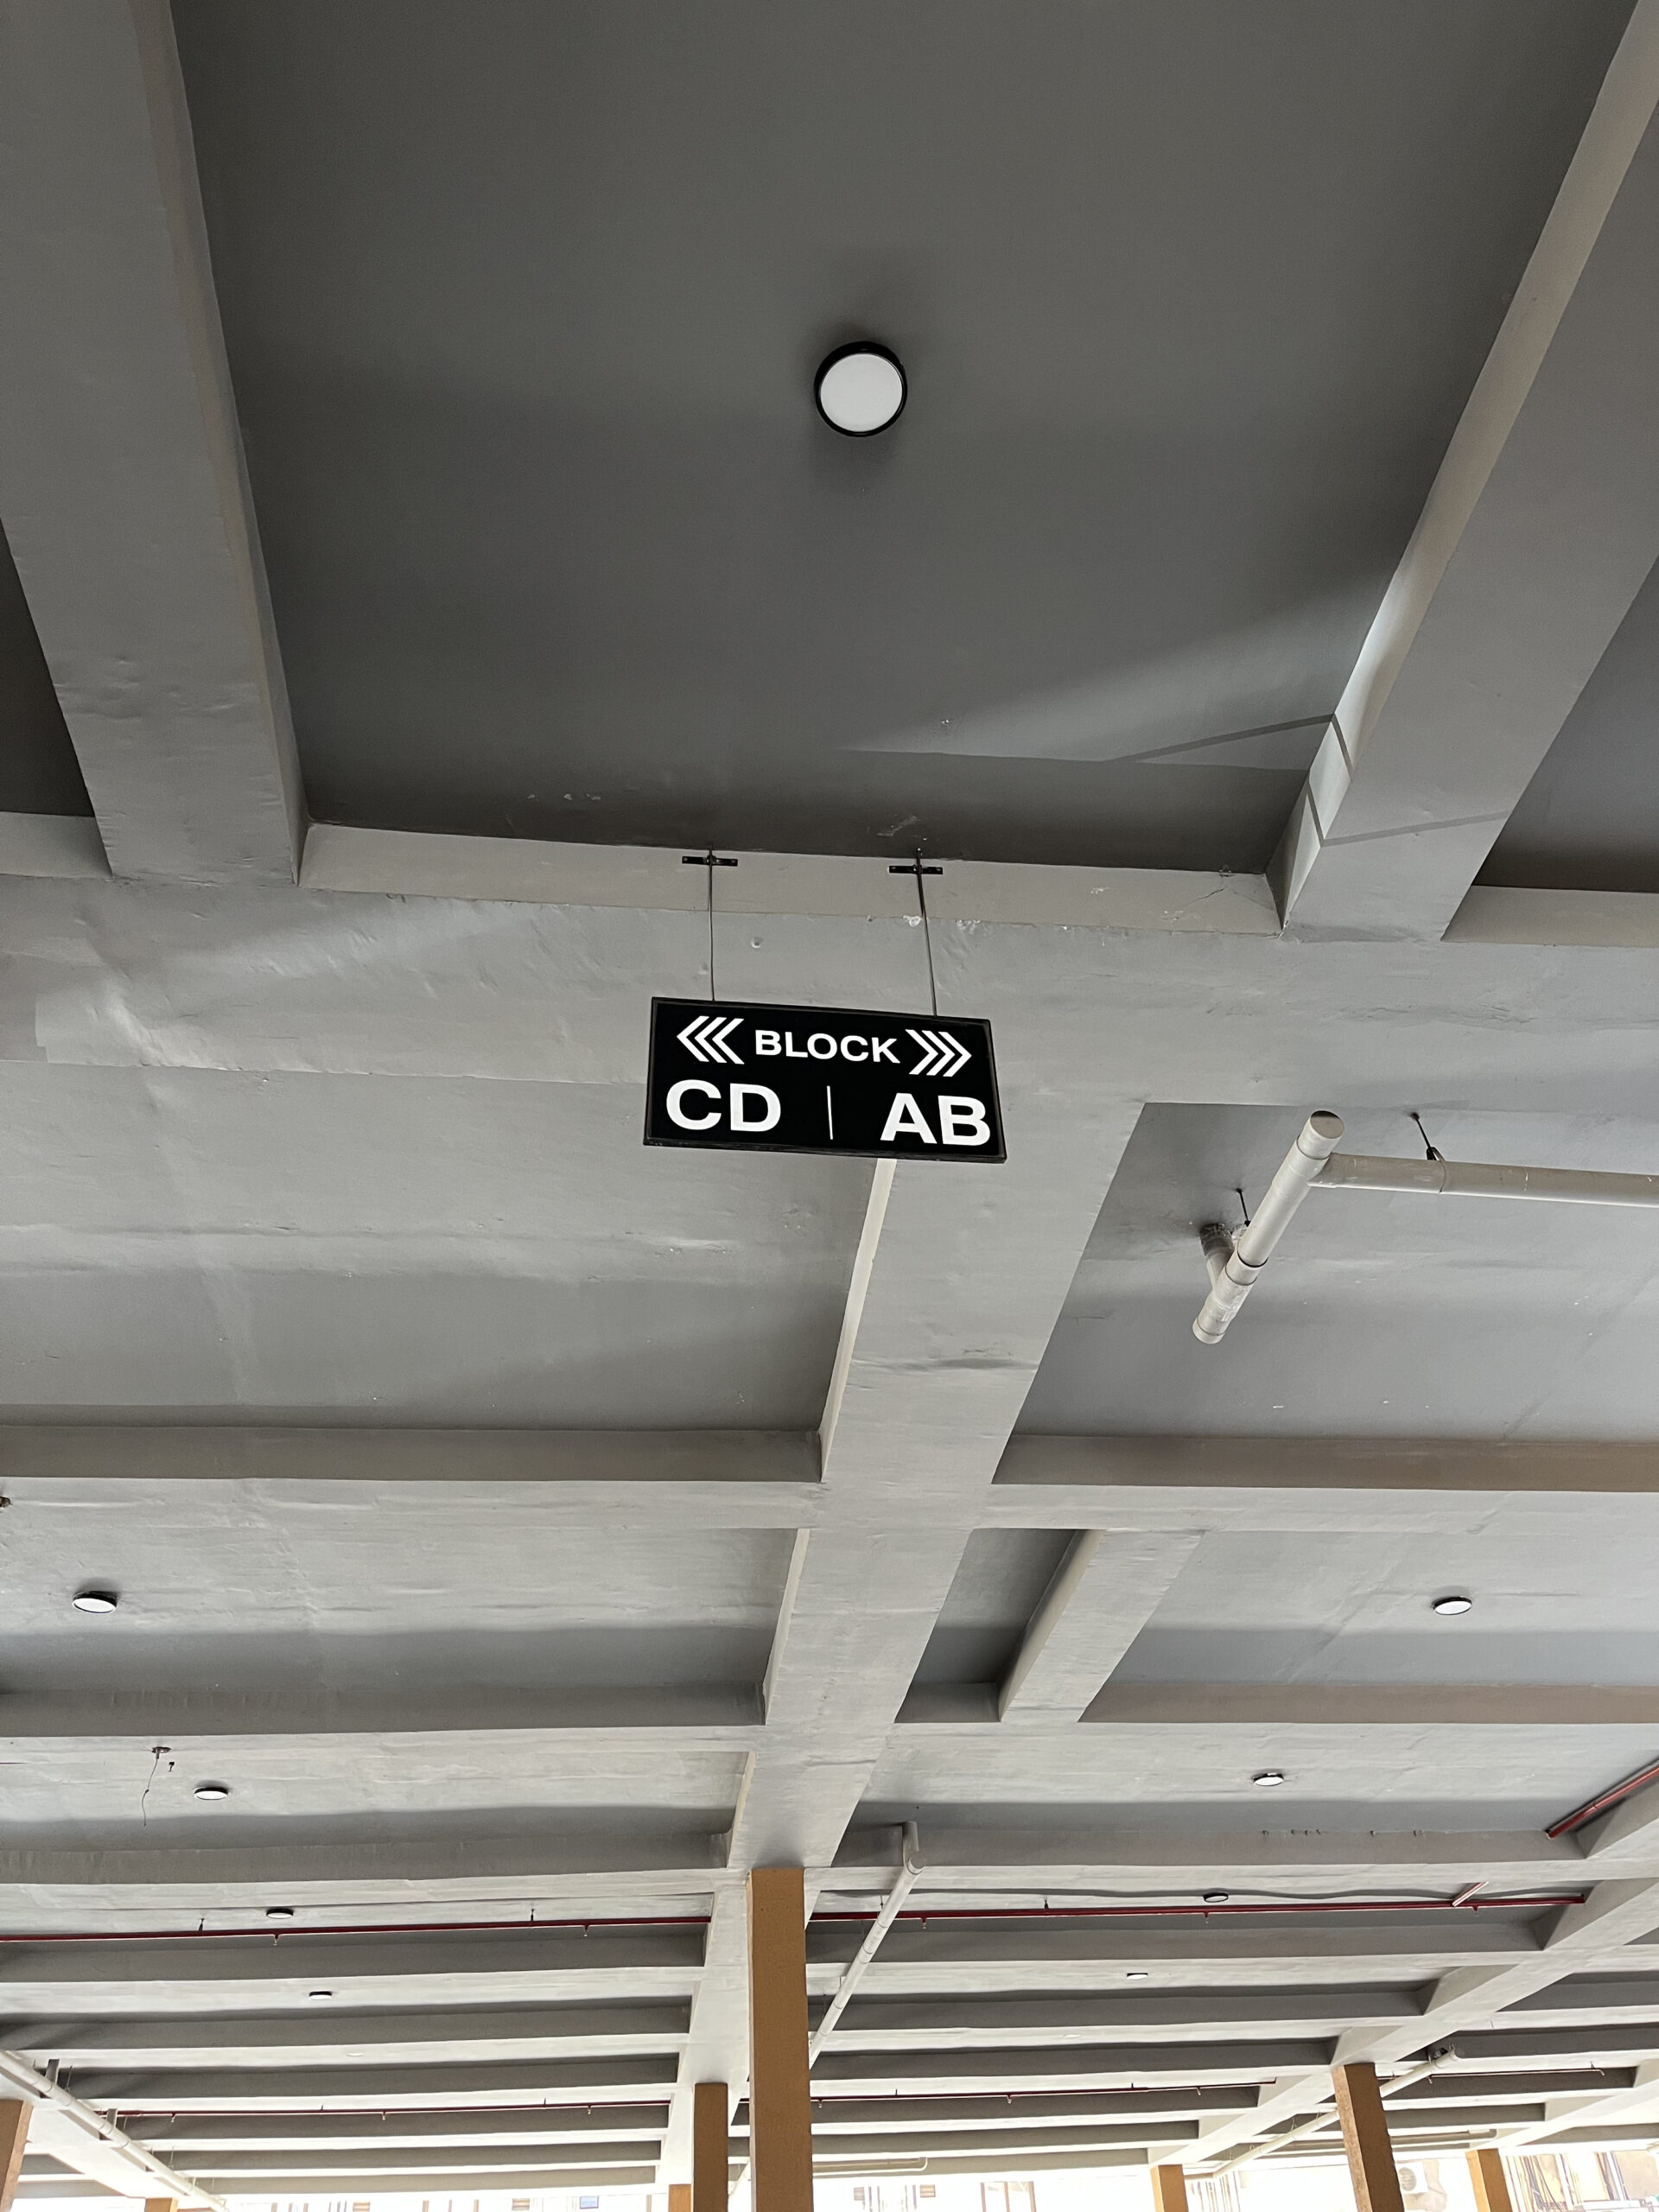 BLOCK
CD | AB